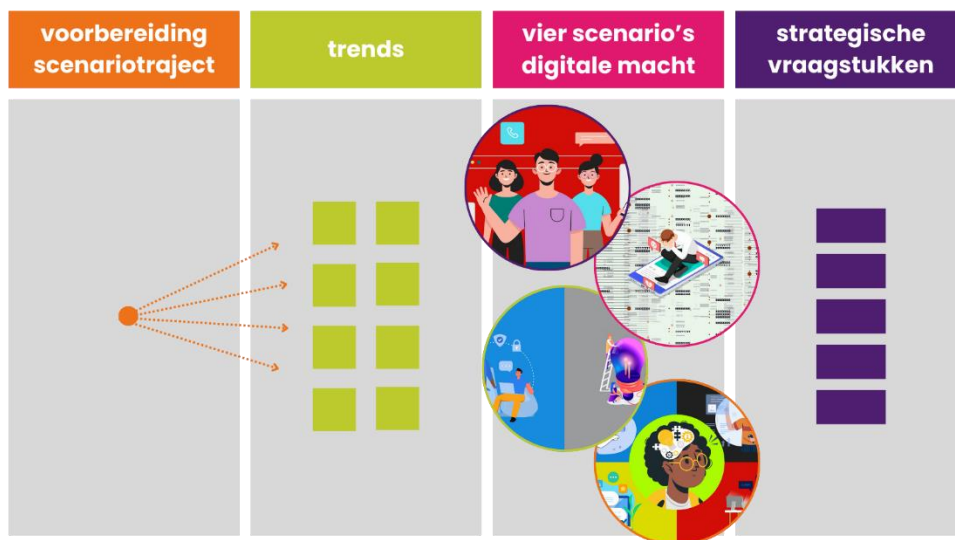 voorbereiding
scenariotraject
trends
vier scenario's
digitale macht
strategische
vraagstukken